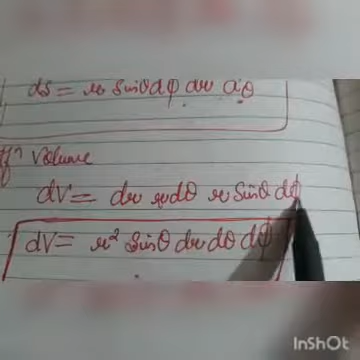 ds = r sinθ dϕ dr aθ
Volume
dv = dr rdθ r sinθ dϕ
dv = r² sinθ dr dθ dϕ
InShOt